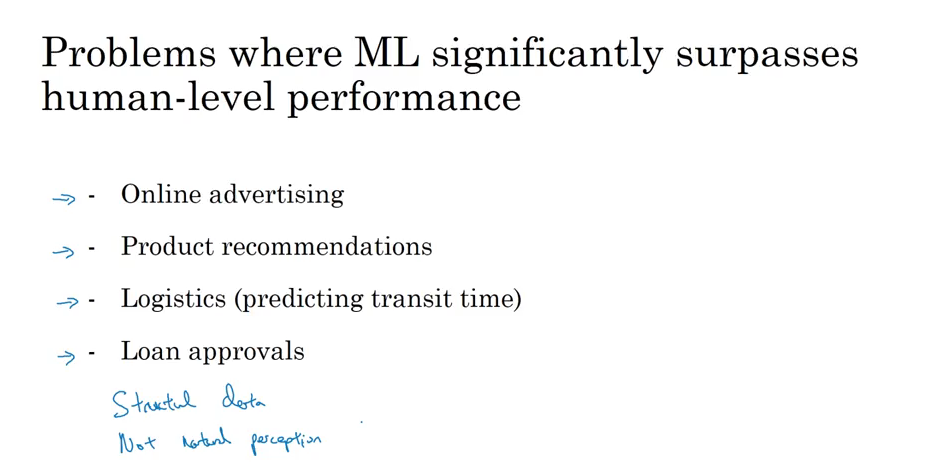 Problems where ML significantly surpasses
human-level performance
- Online advertising
- Product recommendations
- Logistics (predicting transit time)
- Loan approvals
Structul data
Not natural perception